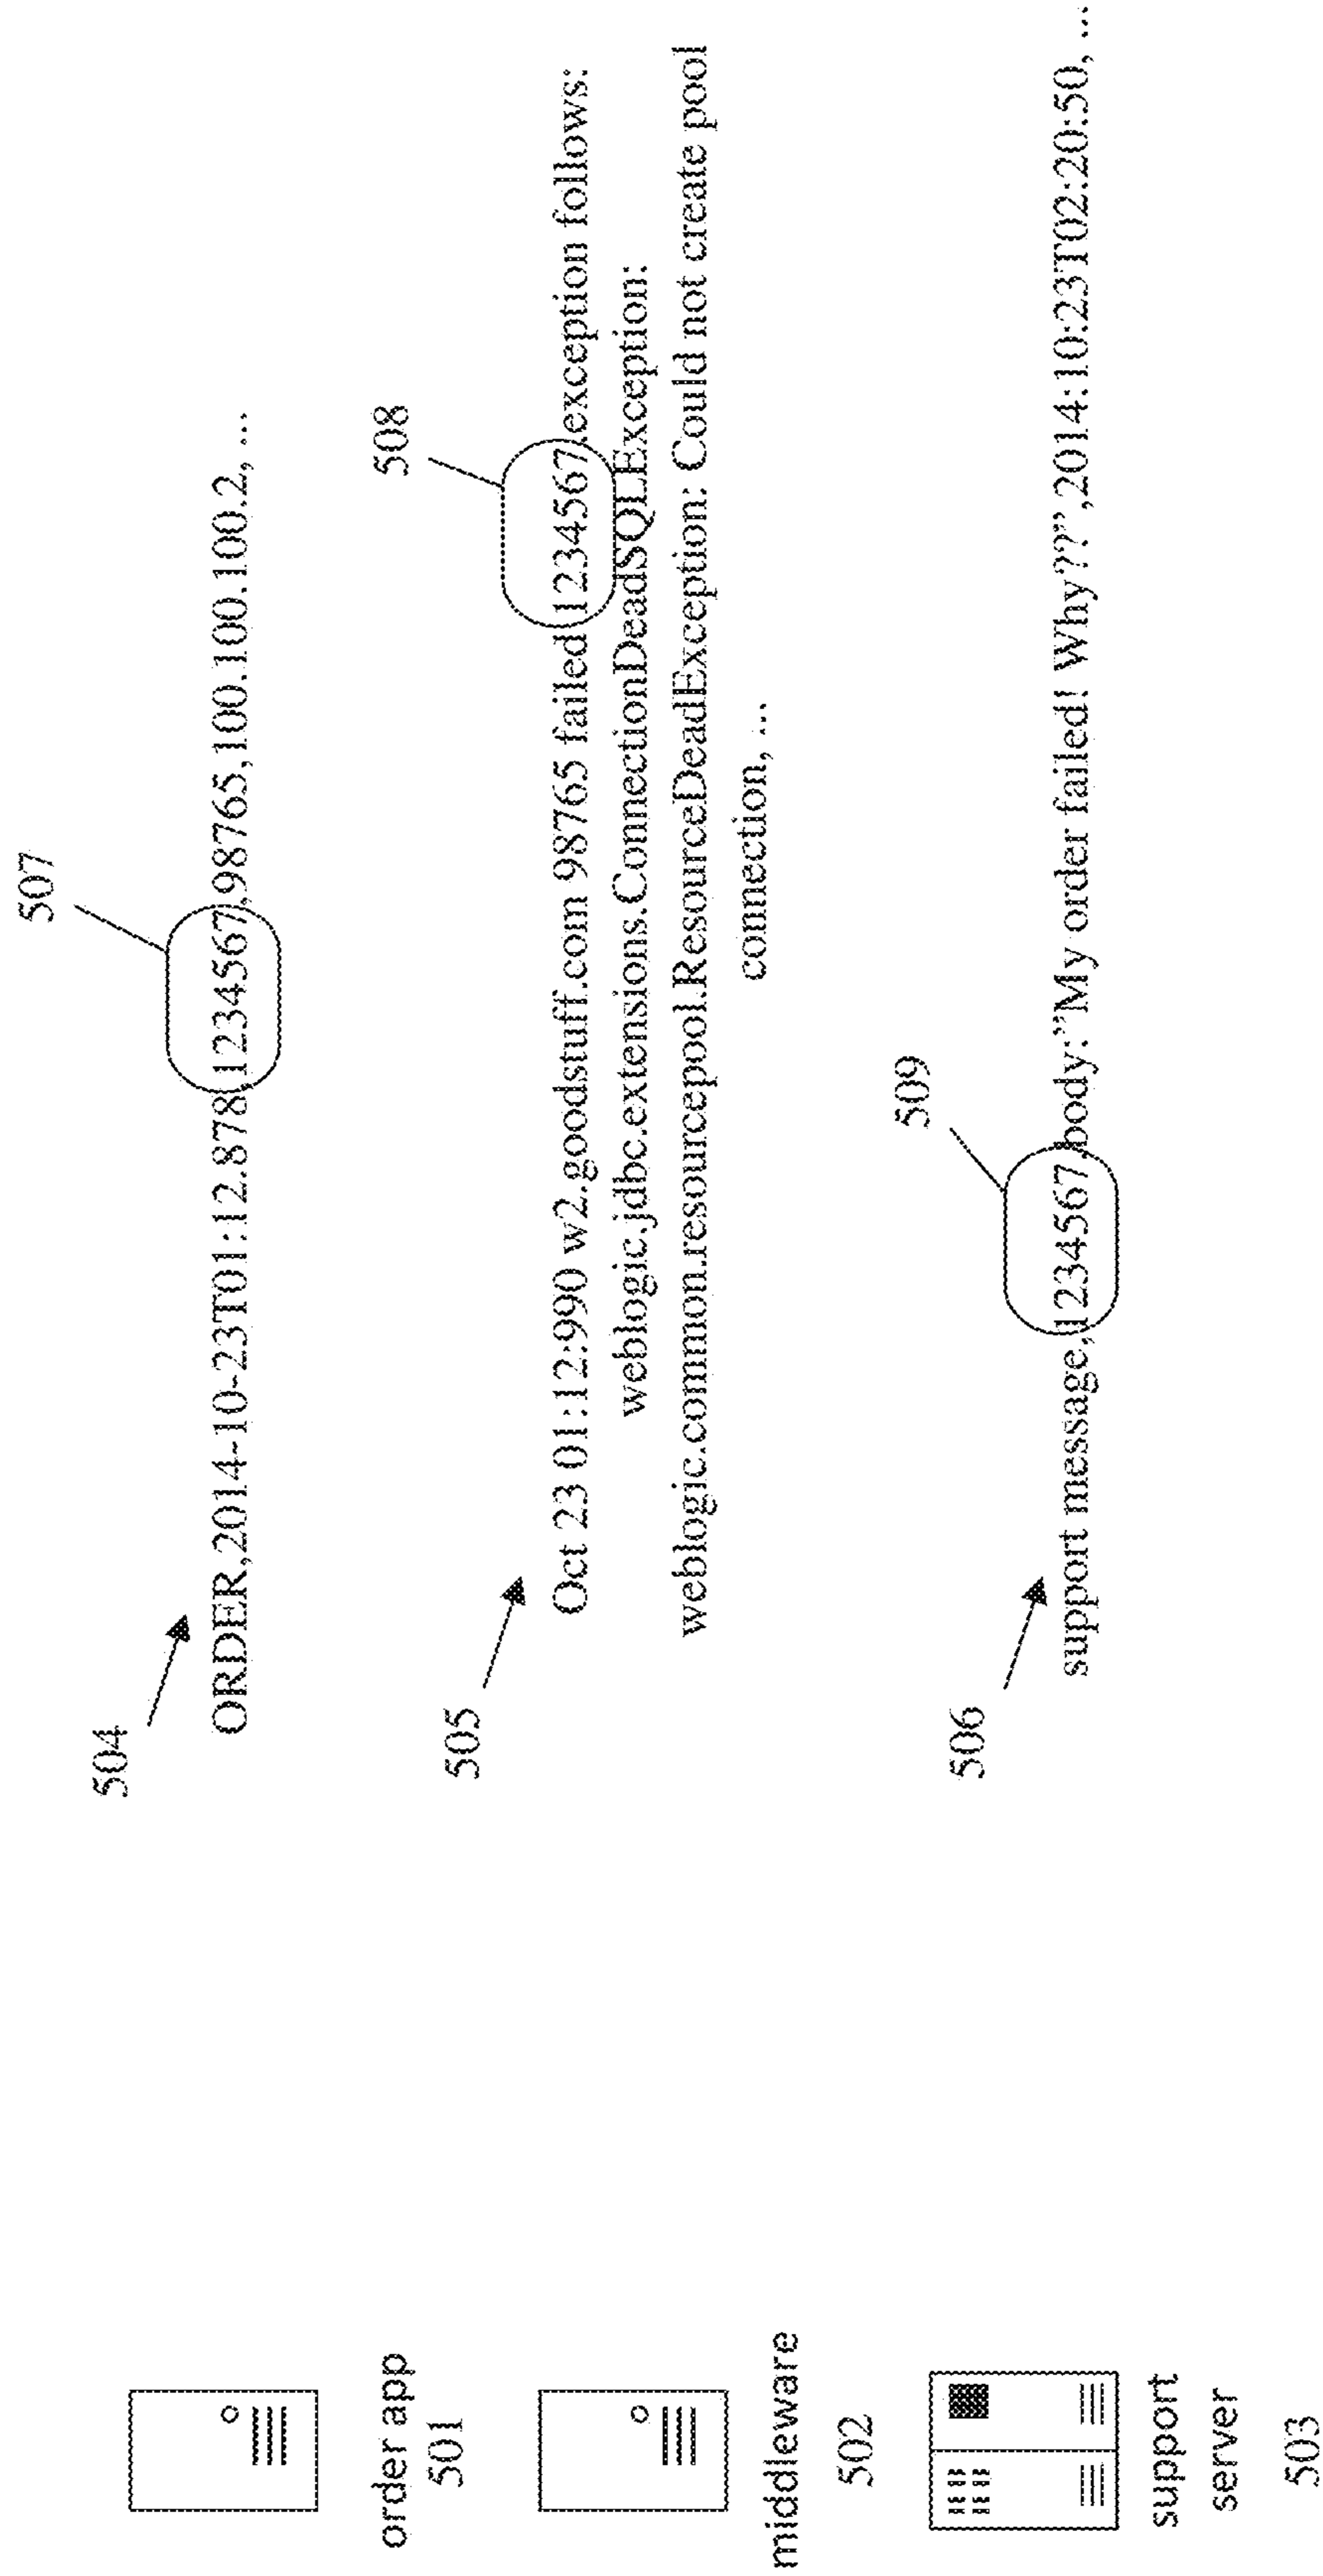 504
507
ORDER,2014-10-23T01:12.878,1234567,98765,100.100.100.2, ...
order app
501
505
508
Oct 23 01:12:990 w2.goodstuff.com 98765 failed 1234567 exception follows:
weblogic.jdbc.extensions.ConnectionDeadSQLException:
weblogic.common.resourcepool.ResourceDeadException: Could not create pool
connection, ...
middleware
502
506
509
support message,1234567,body:”My order failed! Why??”,2014:10:23T02:20:50, ...
support
server
503